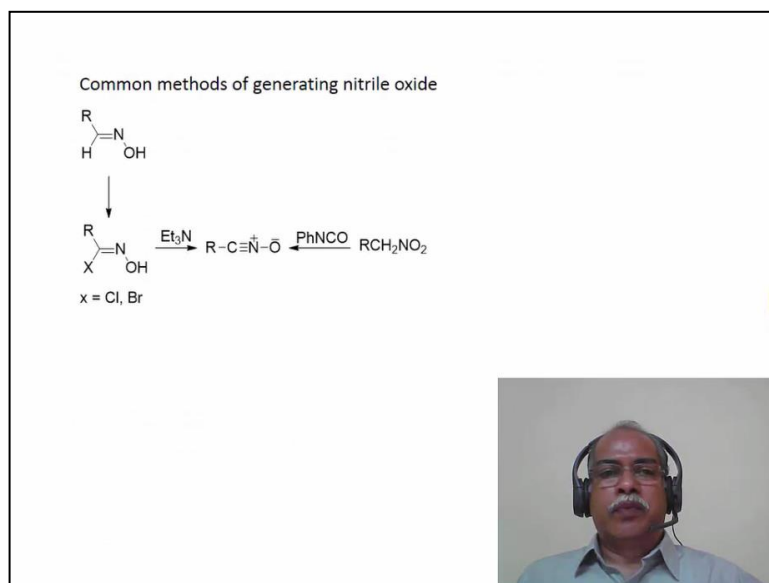 Common methods of generating nitrile oxide
R
H
N
OH
R
X
N
OH
Et₃N
R-C≡N⁺-Ō
PhNCO
RCH₂NO₂
x = Cl, Br